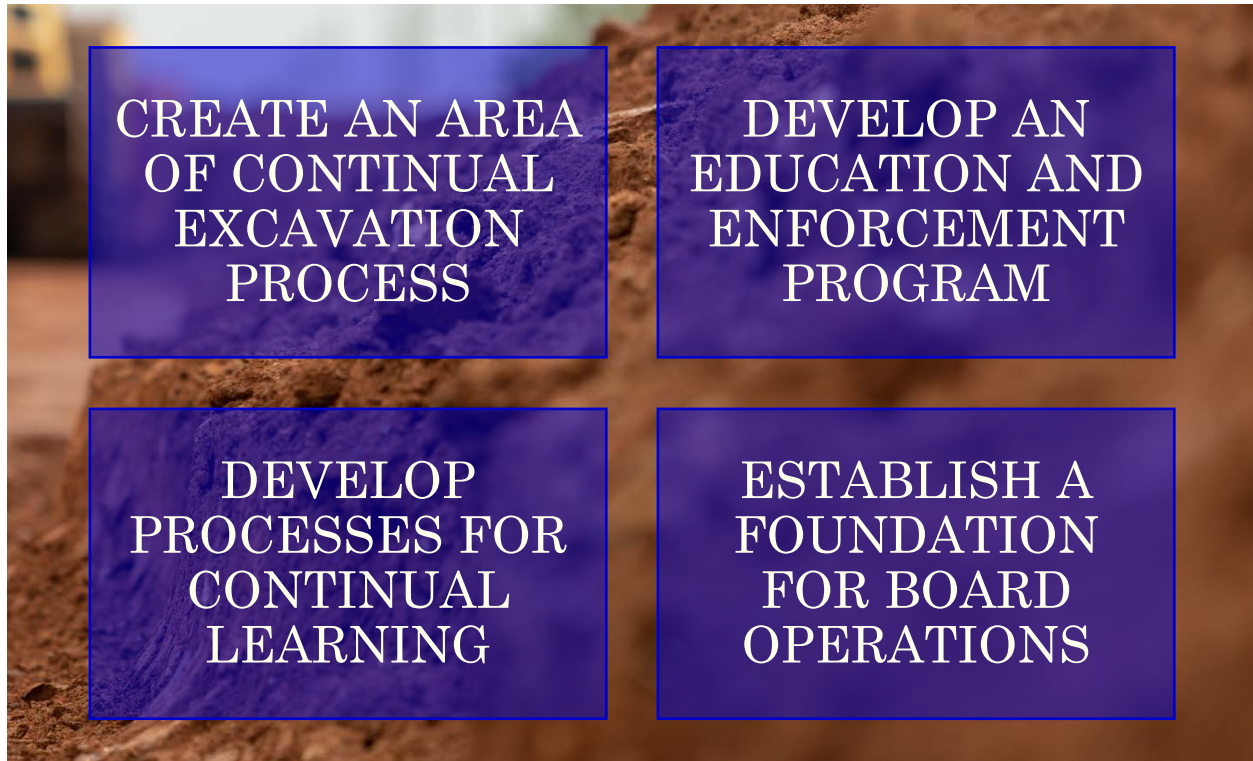 CREATE AN AREA
OF CONTINUAL
EXCAVATION
PROCESS
DEVELOP AN
EDUCATION AND
ENFORCEMENT
PROGRAM
DEVELOP
PROCESSES FOR
CONTINUAL
LEARNING
ESTABLISH A
FOUNDATION
FOR BOARD
OPERATIONS